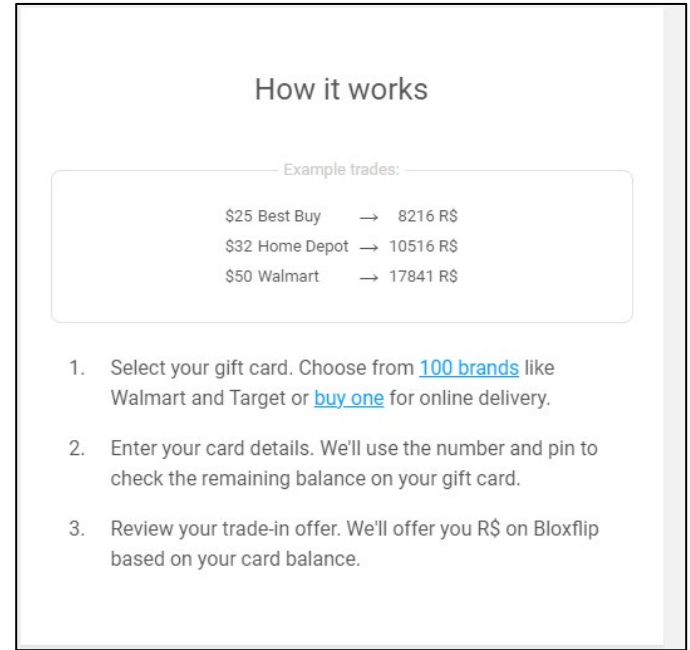 How it works
Example trades:
$25 Best Buy → 8216 R$
$32 Home Depot → 10516 R$
$50 Walmart → 17841 R$
1. Select your gift card. Choose from 100 brands like
Walmart and Target or buy one for online delivery.
2. Enter your card details. We'll use the number and pin to
check the remaining balance on your gift card.
3. Review your trade-in offer. We'll offer you R$ on Bloxflip
based on your card balance.